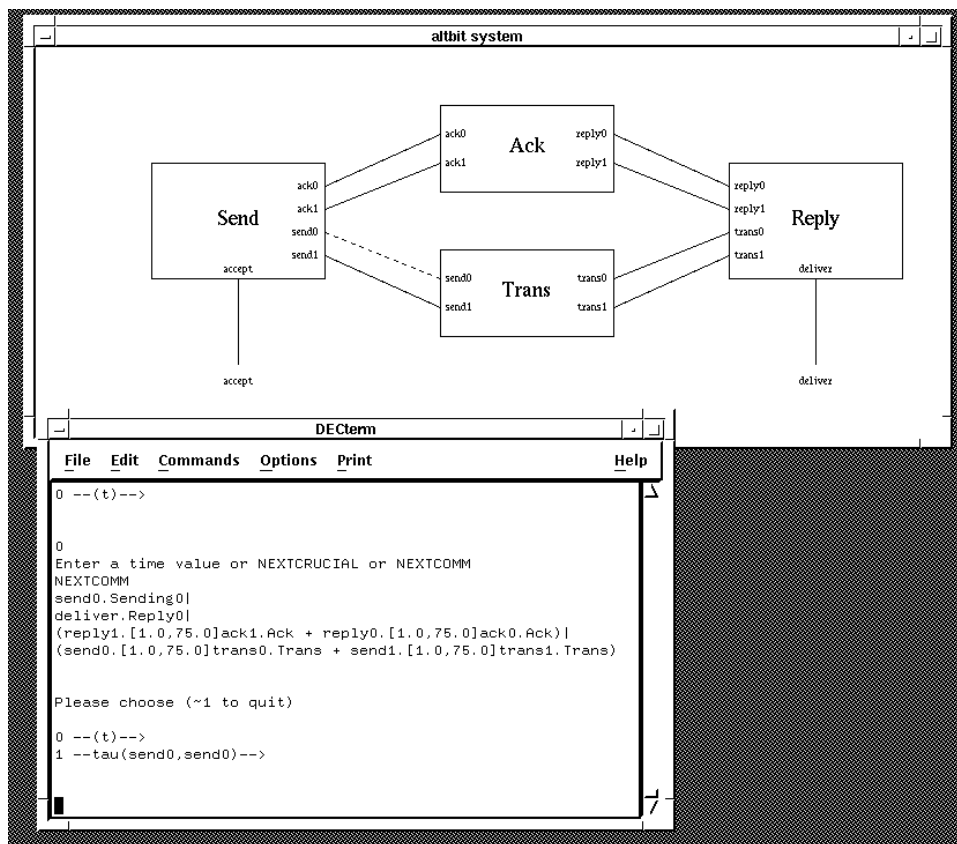 altbit system
ack0
Ack
reply0
ack1
reply1
ack0
ack1
Send
send0
send1
accept
reply0
reply1
Reply
trans0
trans1
deliver
send0
Trans
trans0
send1
trans1
accept
deliver
DECterm
File Edit Commands Options Print Help
0 --(t)-->
0
Enter a time value or NEXTCRUCIAL or NEXTCOMM
NEXTCOMM
send0.Sending0|
deliver.Reply0|
(reply1.[1.0,75.0]ack1.Ack + reply0.[1.0,75.0]ack0.Ack)|
(send0.[1.0,75.0]trans0.Trans + send1.[1.0,75.0]trans1.Trans)
Please choose (~1 to quit)
0 --(t)-->
1 --tau(send0,send0)-->